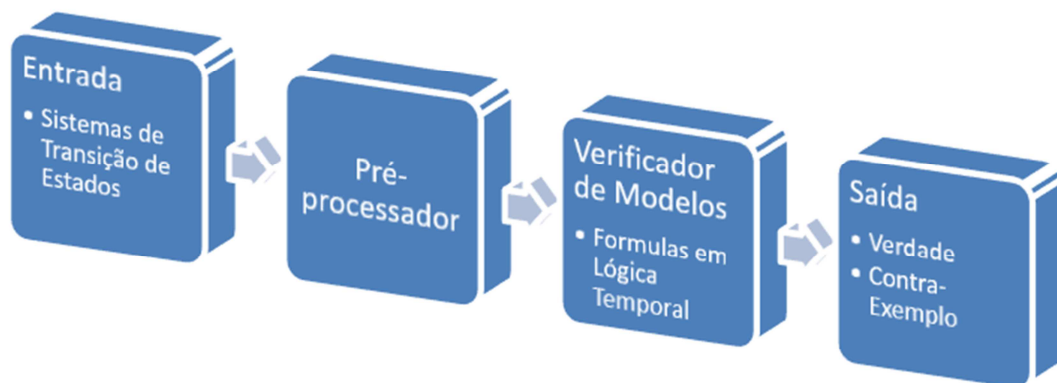 Entrada
• Sistemas de
Transição de
Estados
Pré-
processador
Verificador
de Modelos
• Formulas em
Lógica
Temporal
Saída
• Verdade
• Contra-
Exemplo